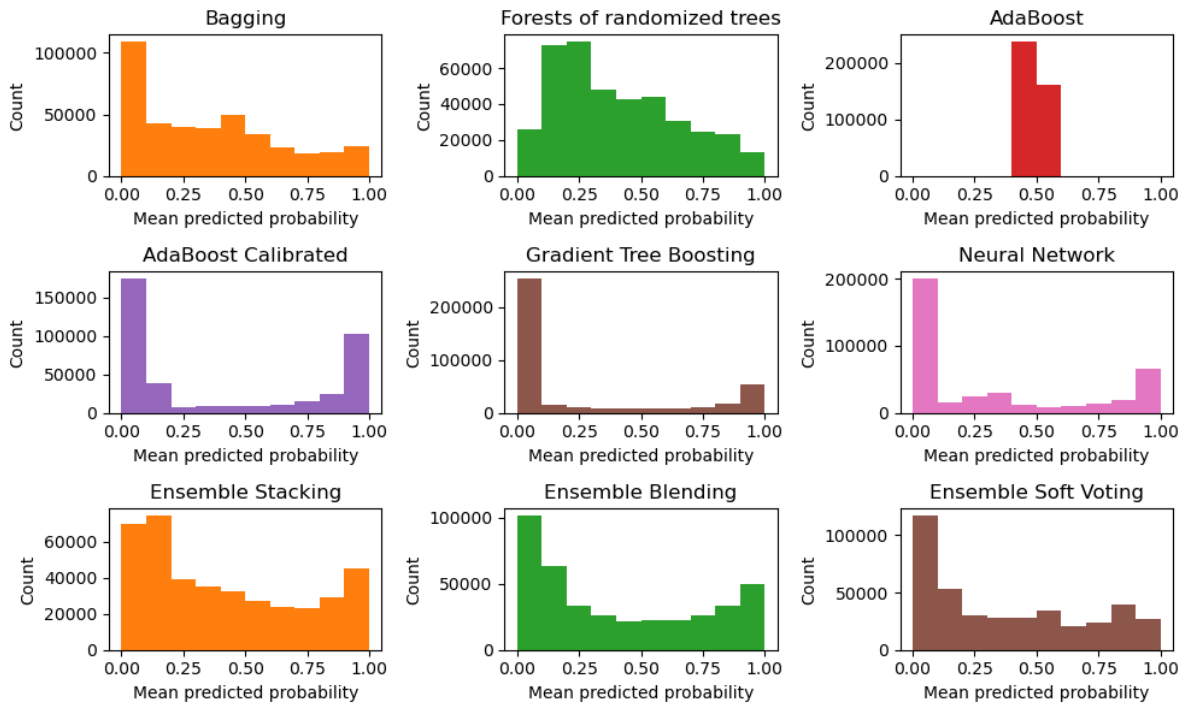 Bagging
Count
100000
50000
0
0.00 0.25 0.50 0.75 1.00
Mean predicted probability
Forests of randomized trees
Count
60000
40000
20000
0
0.00 0.25 0.50 0.75 1.00
Mean predicted probability
AdaBoost
Count
200000
100000
0
0.00 0.25 0.50 0.75 1.00
Mean predicted probability
AdaBoost Calibrated
Count
150000
100000
50000
0
0.00 0.25 0.50 0.75 1.00
Mean predicted probability
Gradient Tree Boosting
Count
200000
100000
0
0.00 0.25 0.50 0.75 1.00
Mean predicted probability
Neural Network
Count
200000
100000
0
0.00 0.25 0.50 0.75 1.00
Mean predicted probability
Ensemble Stacking
Count
60000
40000
20000
0
0.00 0.25 0.50 0.75 1.00
Mean predicted probability
Ensemble Blending
Count
100000
50000
0
0.00 0.25 0.50 0.75 1.00
Mean predicted probability
Ensemble Soft Voting
Count
100000
50000
0
0.00 0.25 0.50 0.75 1.00
Mean predicted probability